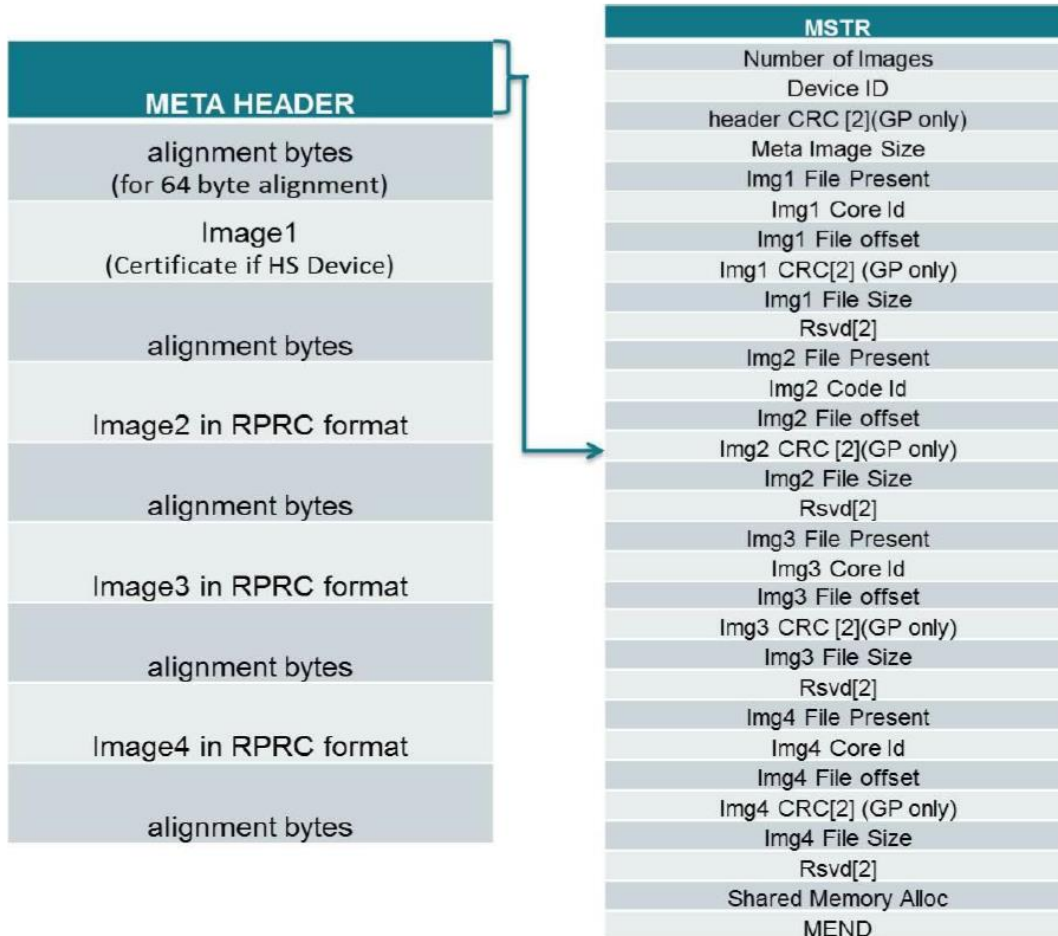 META HEADER
alignment bytes
(for 64 byte alignment)
Image1
(Certificate if HS Device)
alignment bytes
Image2 in RPRC format
alignment bytes
Image3 in RPRC format
alignment bytes
Image4 in RPRC format
alignment bytes
MSTR
Number of Images
Device ID
header CRC [2](GP only)
Meta Image Size
Img1 File Present
Img1 Core Id
Img1 File offset
Img1 CRC[2] (GP only)
Img1 File Size
Rsvd[2]
Img2 File Present
Img2 Code Id
Img2 File offset
Img2 CRC [2](GP only)
Img2 File Size
Rsvd[2]
Img3 File Present
Img3 Core Id
Img3 File offset
Img3 CRC [2](GP only)
Img3 File Size
Rsvd[2]
Img4 File Present
Img4 Core Id
Img4 File offset
Img4 CRC[2] (GP only)
Img4 File Size
Rsvd[2]
Shared Memory Alloc
MEND